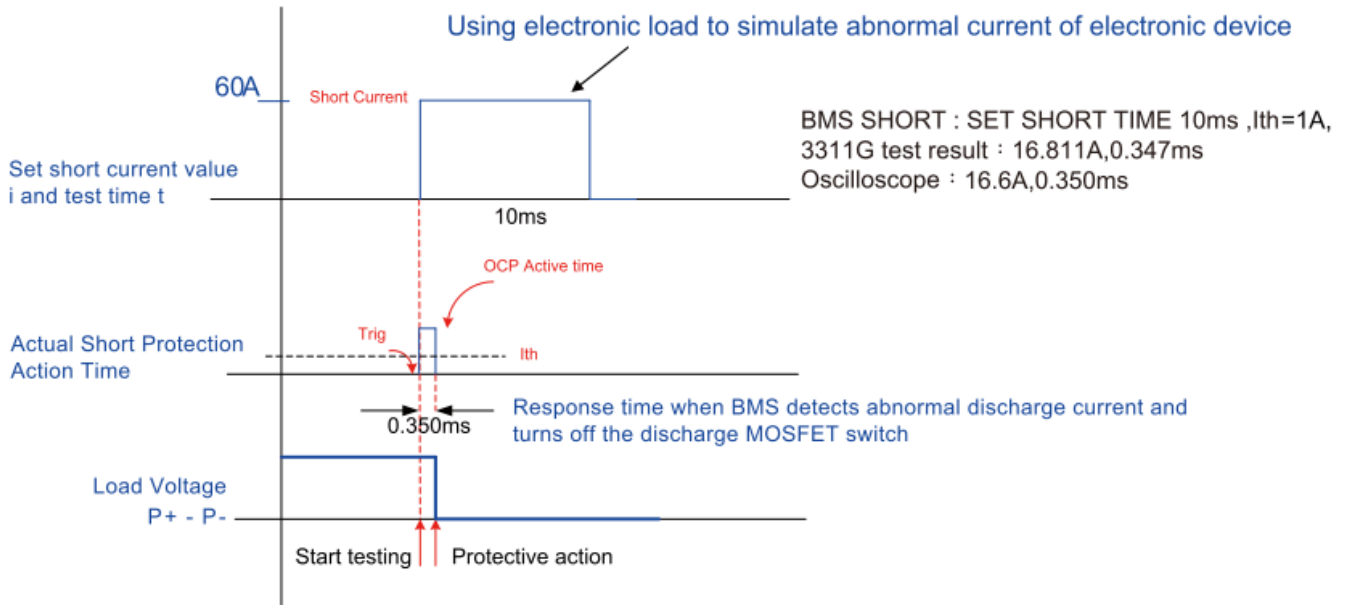 Using electronic load to simulate abnormal current of electronic device
60A
Short Current
BMS SHORT : SET SHORT TIME 10ms ,Ith=1A,
3311G test result：16.811A,0.347ms
Oscilloscope：16.6A,0.350ms
Set short current value
i and test time t
10ms
OCP Active time
Trig
Ith
Actual Short Protection
Action Time
0.350ms
Response time when BMS detects abnormal discharge current and
turns off the discharge MOSFET switch
Load Voltage
P+ - P-
Start testing
Protective action